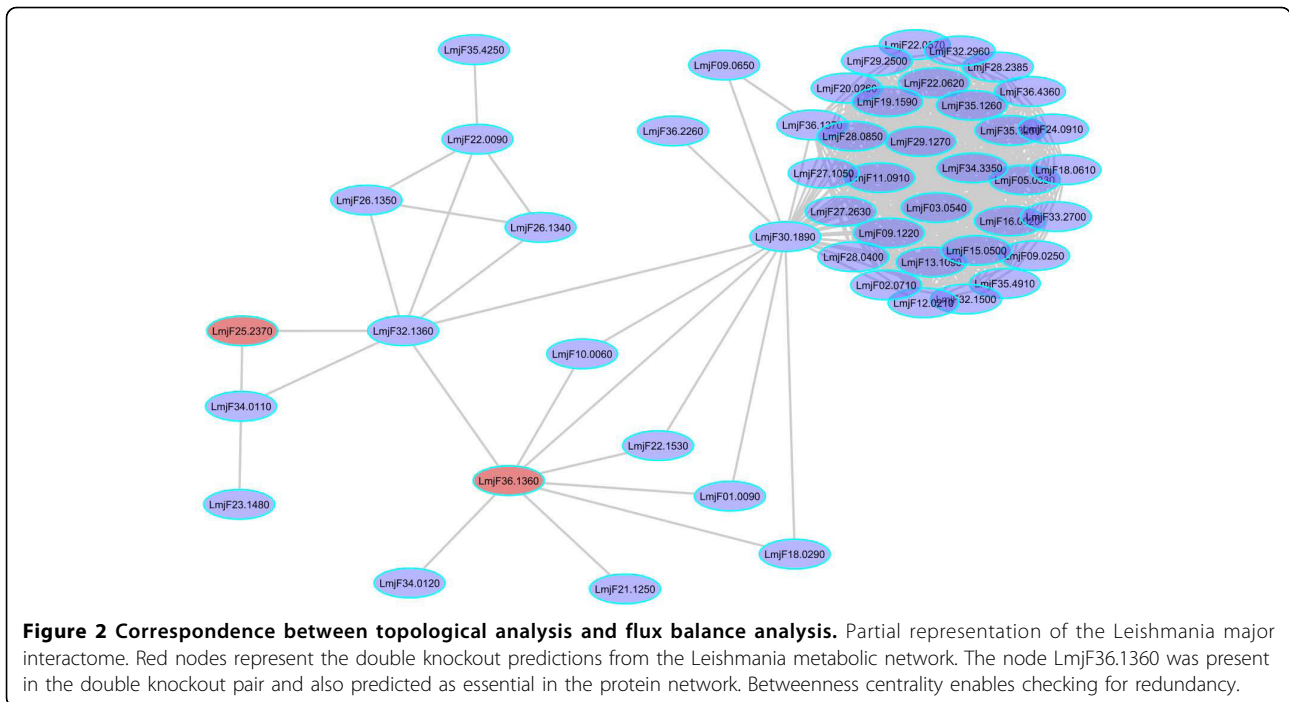 LmjF35.4250
LmjF22.0090
LmjF26.1350
LmjF26.1340
LmjF25.2370
LmjF32.1360
LmjF34.0110
LmjF23.1480
LmjF09.0650
LmjF36.2260
LmjF30.1890
LmjF10.0060
LmjF22.1530
LmjF36.1360
LmjF01.0090
LmjF18.0290
LmjF34.0120
LmjF21.1250
LmjF32.2960
LmjF29.2500
LmjF28.2385
LmjF22.0620
LmjF20.0260
LmjF19.1590
LmjF35.1260
LmjF36.4360
LmjF28.0850
LmjF29.1270
LmjF24.0910
LmjF27.1050
LmjF11.0910
LmjF34.3350
LmjF18.0610
LmjF27.2630
LmjF03.0540
LmjF33.2700
LmjF09.1220
LmjF15.0500
LmjF28.0400
LmjF09.0250
LmjF02.0710
LmjF35.4910
LmjF12.0210
LmjF32.1500
Figure 2 Correspondence between topological analysis and flux balance analysis. Partial representation of the Leishmania major
interactome. Red nodes represent the double knockout predictions from the Leishmania metabolic network. The node LmjF36.1360 was present
in the double knockout pair and also predicted as essential in the protein network. Betweenness centrality enables checking for redundancy.